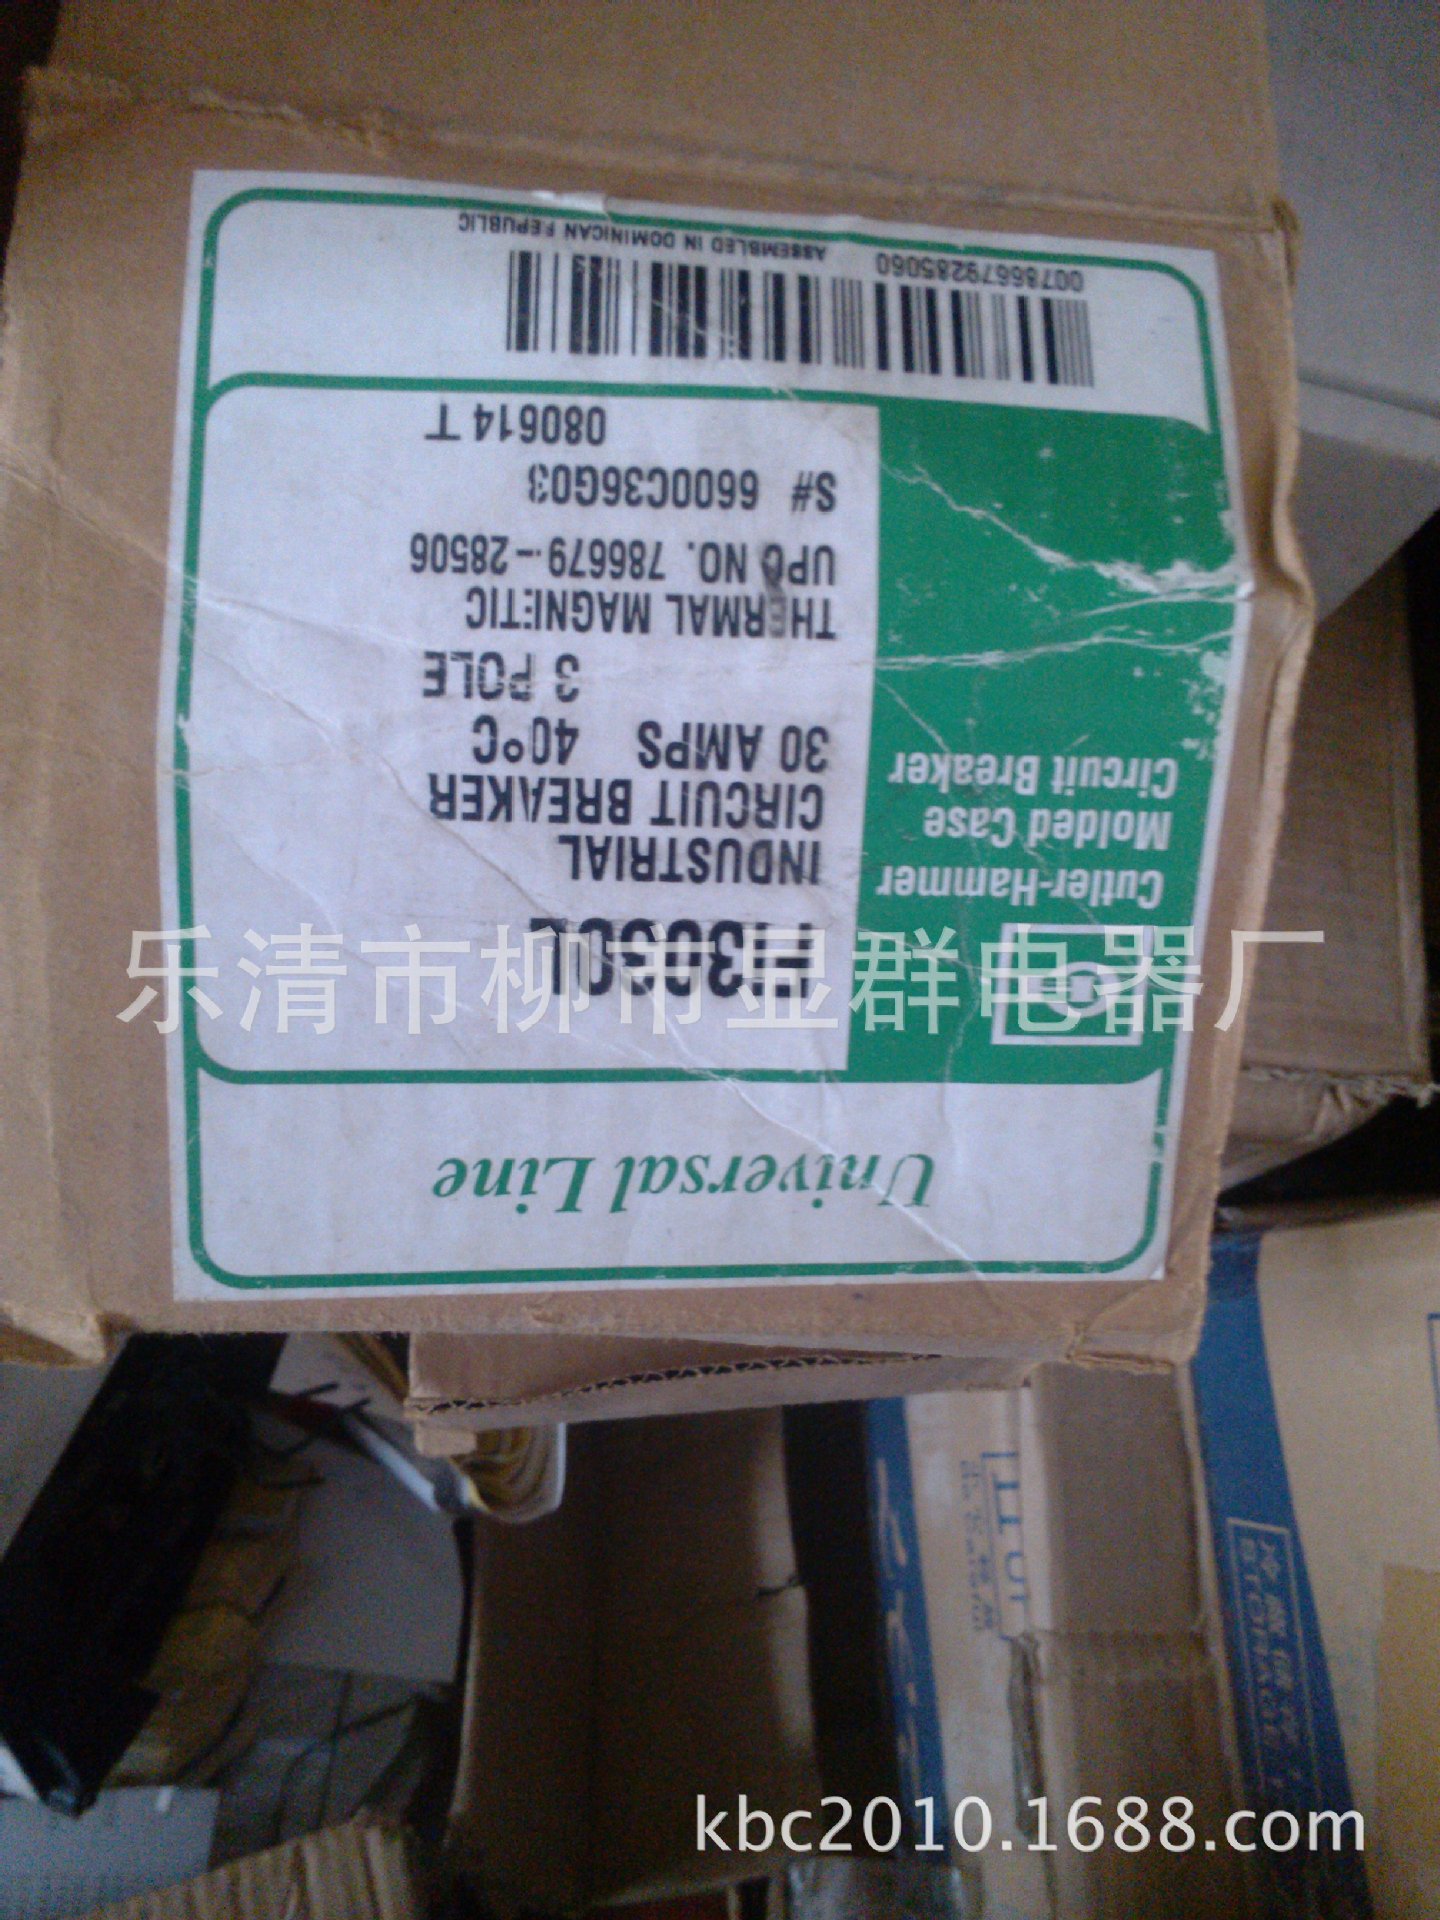 Universal Line
Cutler-Hammer
Molded Case
Circuit Breaker
INDUSTRIAL
CIRCUIT BREAKER
30 AMPS 40°C
3 POLE
THERMAL MAGNETIC
UPC NO. 786679-28506
S# 6600C36G03
080614 T
00786679285060
ASSEMBLED IN DOMINICAN REPUBLIC
乐清市柳市显群电器厂
kbc2010.1688.com